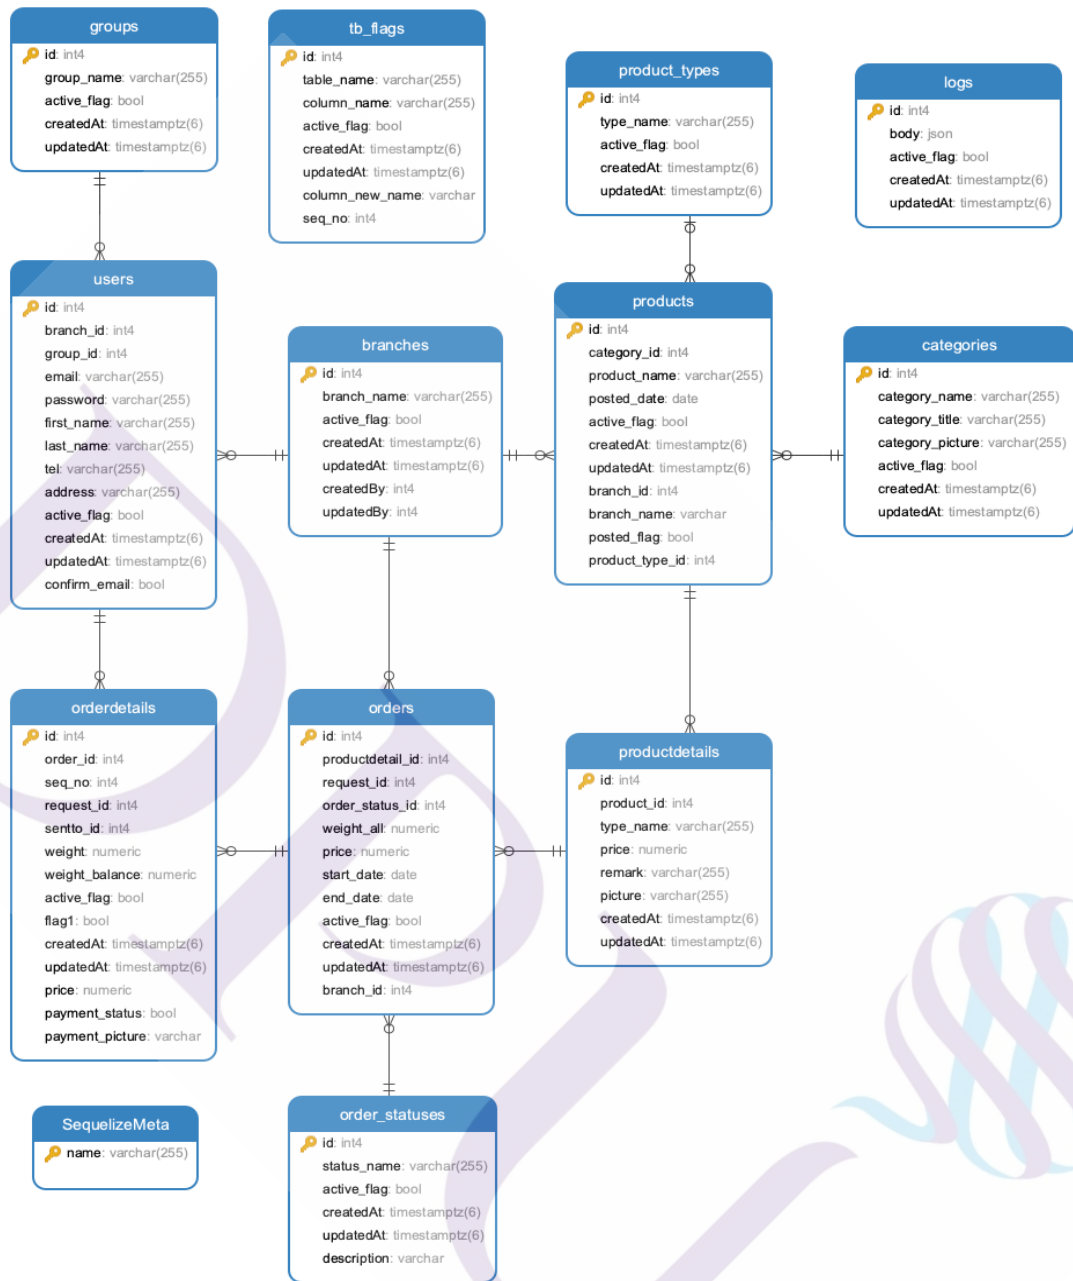 groups
id: int4
group_name: varchar(255)
active_flag: bool
createdAt: timestamptz(6)
updatedAt: timestamptz(6)
tb_flags
id: int4
table_name: varchar(255)
column_name: varchar(255)
active_flag: bool
createdAt: timestamptz(6)
updatedAt: timestamptz(6)
column_new_name: varchar
seq_no: int4
product_types
id: int4
type_name: varchar(255)
active_flag: bool
createdAt: timestamptz(6)
updatedAt: timestamptz(6)
logs
id: int4
body: json
active_flag: bool
createdAt: timestamptz(6)
updatedAt: timestamptz(6)
users
id: int4
branch_id: int4
group_id: int4
email: varchar(255)
password: varchar(255)
first_name: varchar(255)
last_name: varchar(255)
tel: varchar(255)
address: varchar(255)
active_flag: bool
createdAt: timestamptz(6)
updatedAt: timestamptz(6)
confirm_email: bool
branches
id: int4
branch_name: varchar(255)
active_flag: bool
createdAt: timestamptz(6)
updatedAt: timestamptz(6)
createdBy: int4
updatedBy: int4
products
id: int4
category_id: int4
product_name: varchar(255)
posted_date: date
active_flag: bool
createdAt: timestamptz(6)
updatedAt: timestamptz(6)
branch_id: int4
branch_name: varchar
posted_flag: bool
product_type_id: int4
categories
id: int4
category_name: varchar(255)
category_title: varchar(255)
category_picture: varchar(255)
active_flag: bool
createdAt: timestamptz(6)
updatedAt: timestamptz(6)
orderdetails
id: int4
order_id: int4
seq_no: int4
request_id: int4
sentto_id: int4
weight: numeric
weight_balance: numeric
active_flag: bool
flag1: bool
createdAt: timestamptz(6)
updatedAt: timestamptz(6)
price: numeric
payment_status: bool
payment_picture: varchar
orders
id: int4
productdetail_id: int4
request_id: int4
order_status_id: int4
weight_all: numeric
price: numeric
start_date: date
end_date: date
active_flag: bool
createdAt: timestamptz(6)
updatedAt: timestamptz(6)
branch_id: int4
productdetails
id: int4
product_id: int4
type_name: varchar(255)
price: numeric
remark: varchar(255)
picture: varchar(255)
createdAt: timestamptz(6)
updatedAt: timestamptz(6)
SequelizeMeta
name: varchar(255)
order_statuses
id: int4
status_name: varchar(255)
active_flag: bool
createdAt: timestamptz(6)
updatedAt: timestamptz(6)
description: varchar